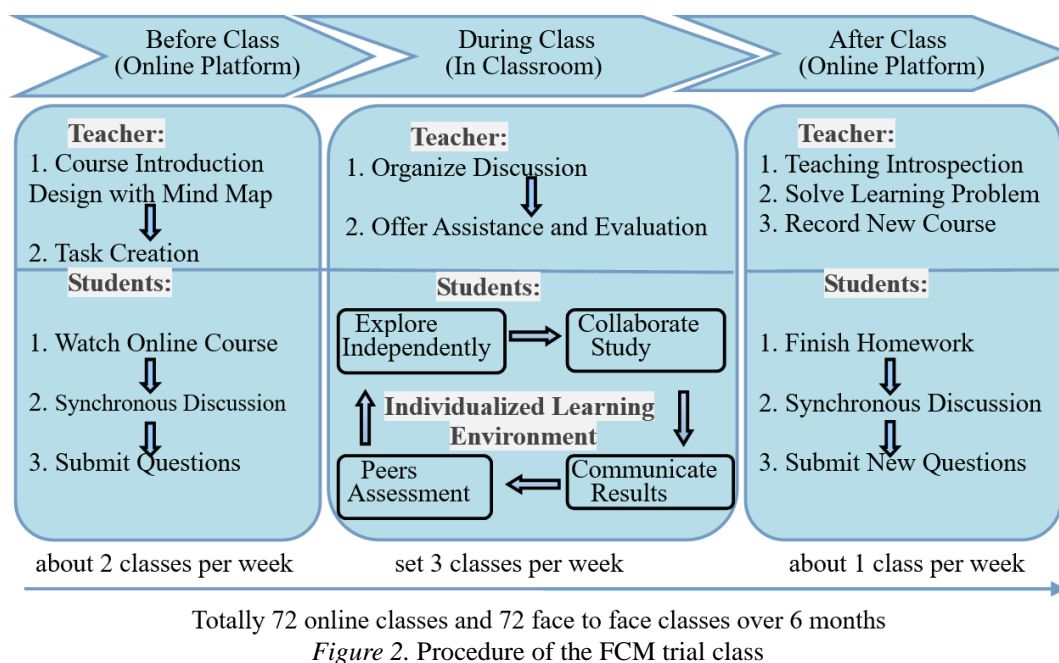 Before Class
(Online Platform)
During Class
(In Classroom)
After Class
(Online Platform)
Teacher:
1. Course Introduction
Design with Mind Map
2. Task Creation
Students:
1. Watch Online Course
2. Synchronous Discussion
3. Submit Questions
Teacher:
1. Organize Discussion
2. Offer Assistance and Evaluation
Students:
Explore
Independently
Collaborate
Study
Individualized Learning
Environment
Peers
Assessment
Communicate
Results
Teacher:
1. Teaching Introspection
2. Solve Learning Problem
3. Record New Course
Students:
1. Finish Homework
2. Synchronous Discussion
3. Submit New Questions
about 2 classes per week
set 3 classes per week
about 1 class per week
Totally 72 online classes and 72 face to face classes over 6 months
Figure 2. Procedure of the FCM trial class